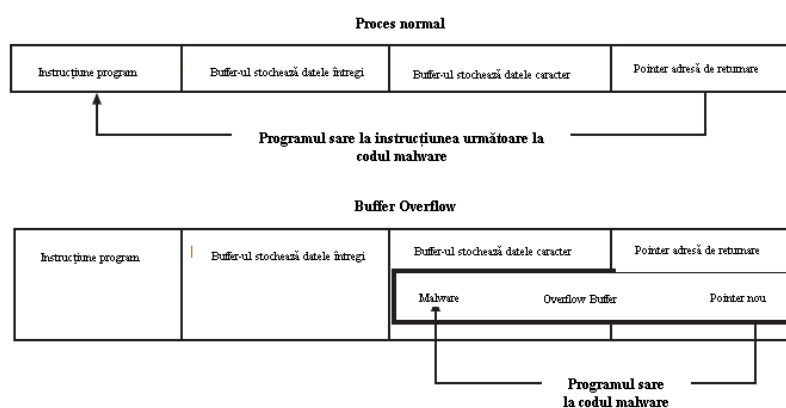 Proces normal
Instrucțiune program
Buffer-ul stochează datele întregi
Buffer-ul stochează datele caracter
Pointer adresă de returnare
Programul sare la instrucțiunea următoare la
codul malware
Buffer Overflow
Instrucțiune program
Buffer-ul stochează datele întregi
Buffer-ul stochează datele caracter
Pointer adresă de returnare
Malware
Overflow Buffer
Pointer nou
Programul sare
la codul malware